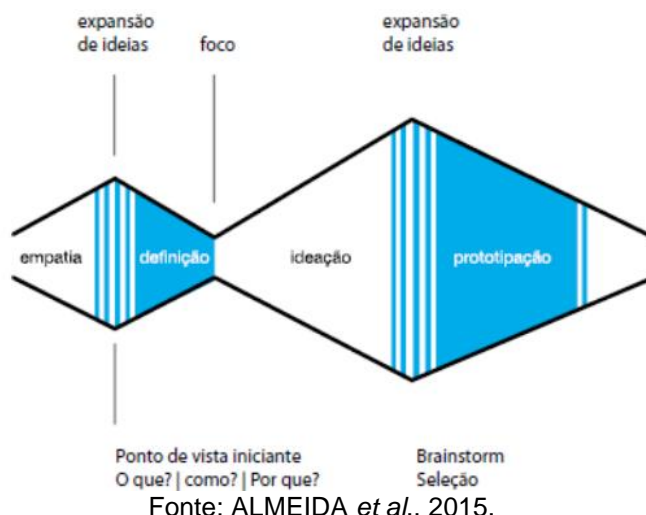 expansão
de ideias
foco
expansão
de ideias
empatia
definição
ideação
prototipação
Ponto de vista iniciante
O que? | como? | Por que?
Brainstorm
Seleção
Fonte: ALMEIDA et al., 2015.